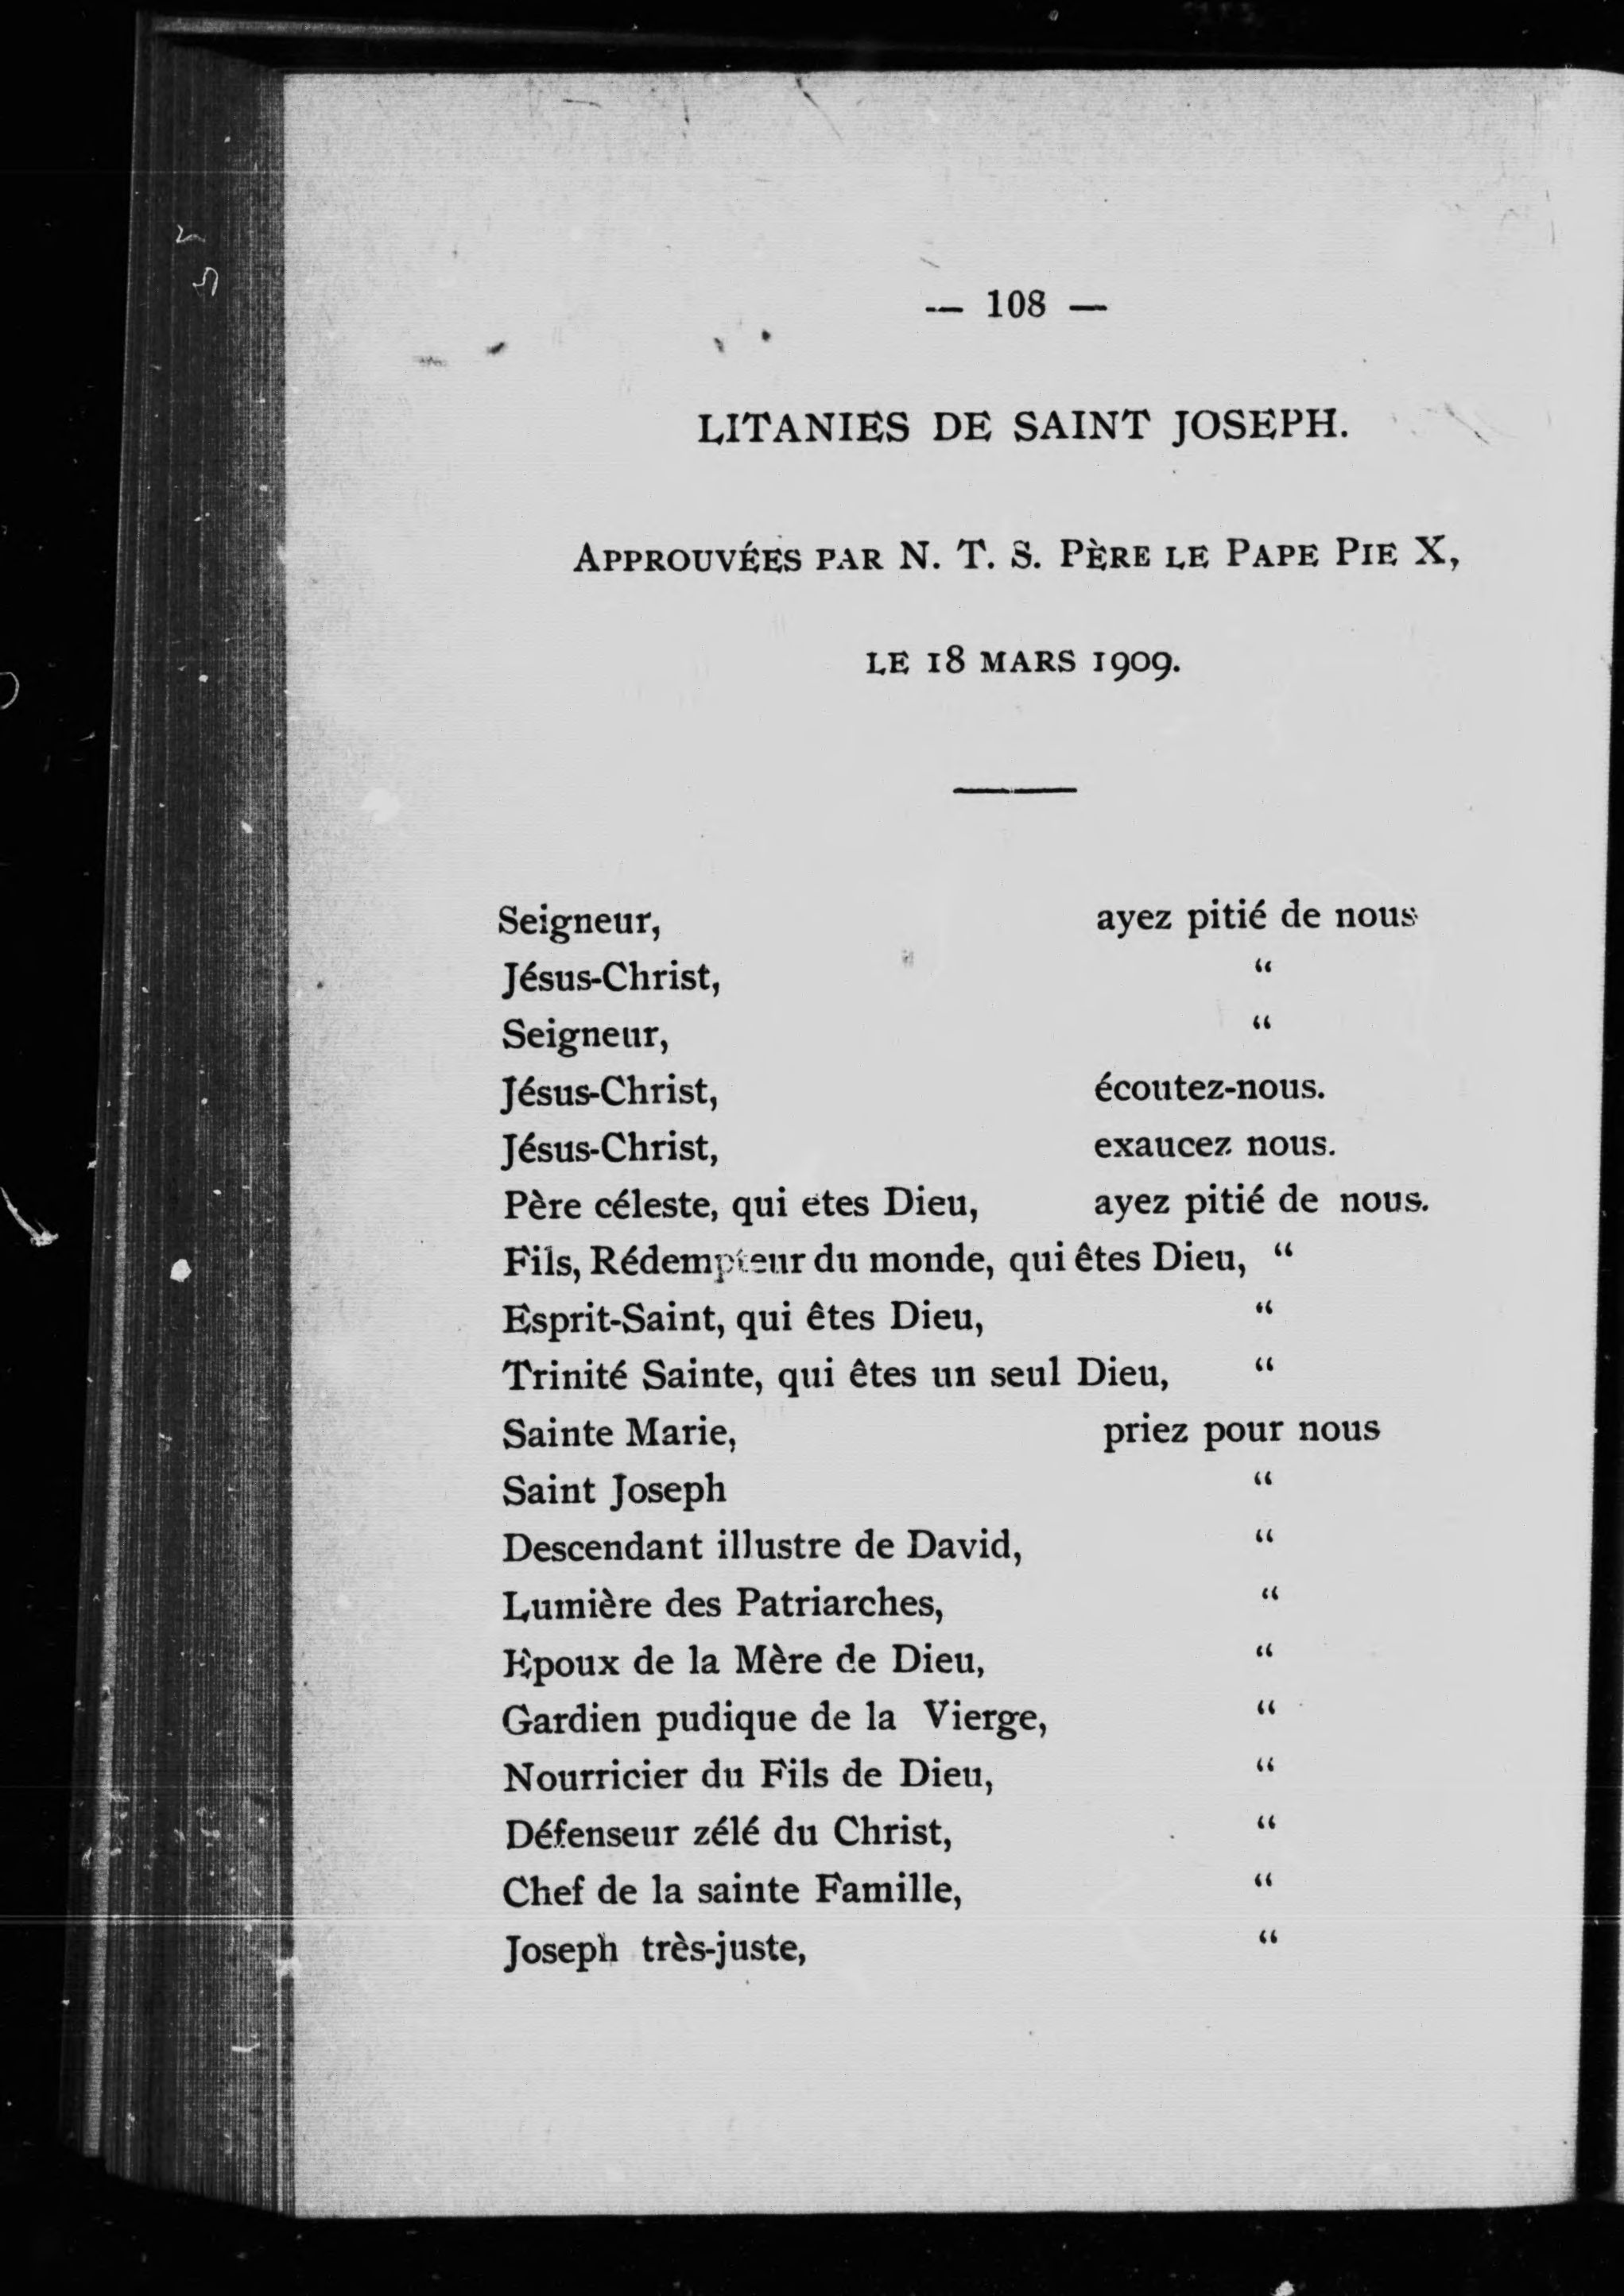 — 108 —
LITANIES DE SAINT JOSEPH.
APPROUVÉES PAR N. T. S. PÈRE LE PAPE PIE X,
LE 18 MARS 1909.
Seigneur, ayez pitié de nous
Jésus-Christ, “
Seigneur, “
Jésus-Christ, écoutez-nous.
Jésus-Christ, exaucez nous.
Père céleste, qui etes Dieu, ayez pitié de nous.
Fils, Rédempteur du monde, qui êtes Dieu, “
Esprit-Saint, qui êtes Dieu, “
Trinité Sainte, qui êtes un seul Dieu, “
Sainte Marie, priez pour nous
Saint Joseph “
Descendant illustre de David, “
Lumière des Patriarches, “
Epoux de la Mère de Dieu, “
Gardien pudique de la Vierge, “
Nourricier du Fils de Dieu, “
Défenseur zélé du Christ, “
Chef de la sainte Famille, “
Joseph très-juste, “